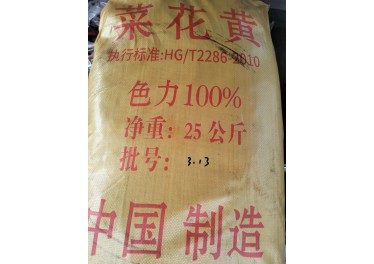 菜花黄
执行标准:HG/T2286-2010
色力100%
净重：25公斤
批号：3.13
中国 制造